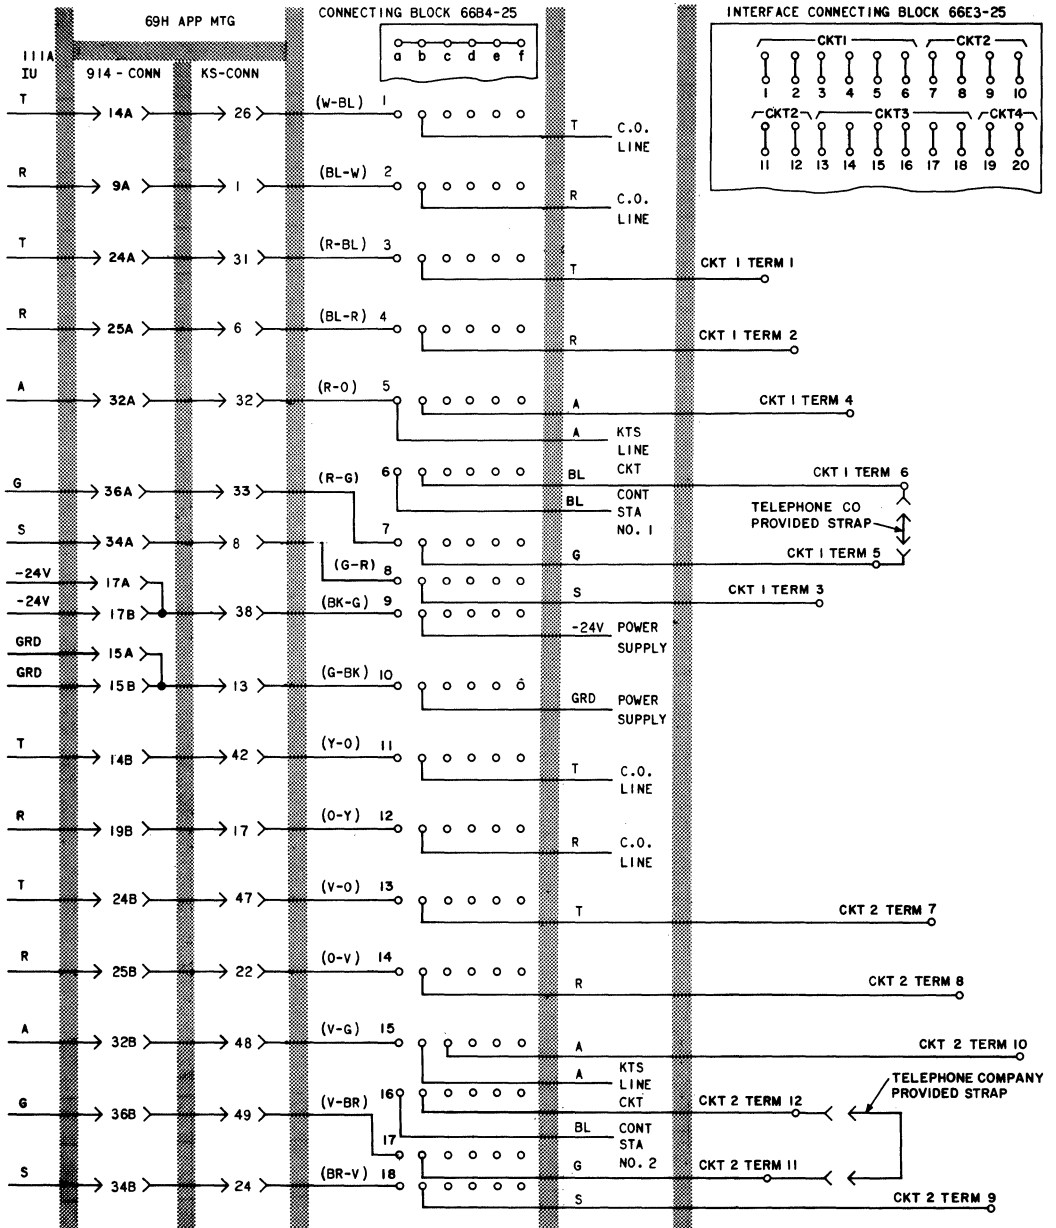 69H APP MTG
CONNECTING BLOCK 66B4-25
INTERFACE CONNECTING BLOCK 66E3-25
a b c d e f
CKT1 CKT2
1 2 3 4 5 6 7 8 9 10
CKT2 CKT3 CKT4
11 12 13 14 15 16 17 18 19 20
111A
IU
914 - CONN
KS-CONN
T 14A 26 (W-BL) 1
T C.O.
LINE
R 9A 1 (BL-W) 2
R C.O.
LINE
T 24A 31 (R-BL) 3
T CKT 1 TERM 1
R 25A 6 (BL-R) 4
R CKT 1 TERM 2
A 32A 32 (R-O) 5
A CKT 1 TERM 4
A KTS
LINE
CKT
6
BL CKT 1 TERM 6
BL CONT
STA
NO. 1
TELEPHONE CO
PROVIDED STRAP
G 36A 33 (R-G) 7
G CKT 1 TERM 5
S 34A 8 (G-R) 8
S CKT 1 TERM 3
-24V 17A
-24V 17B 38 (BK-G) 9
-24V POWER
SUPPLY
GRD 15A
GRD 15B 13 (G-BK) 10
GRD POWER
SUPPLY
T 14B 42 (Y-O) 11
T C.O.
LINE
R 19B 17 (O-Y) 12
R C.O.
LINE
T 24B 47 (V-O) 13
T CKT 2 TERM 7
R 25B 22 (O-V) 14
R CKT 2 TERM 8
A 32B 48 (V-G) 15
A CKT 2 TERM 10
A KTS
LINE
CKT
TELEPHONE COMPANY
PROVIDED STRAP
16
CKT 2 TERM 12
BL CONT
STA
NO. 2
G 36B 49 (V-BR) 17
G CKT 2 TERM 11
S 34B 24 (BR-V) 18
S CKT 2 TERM 9